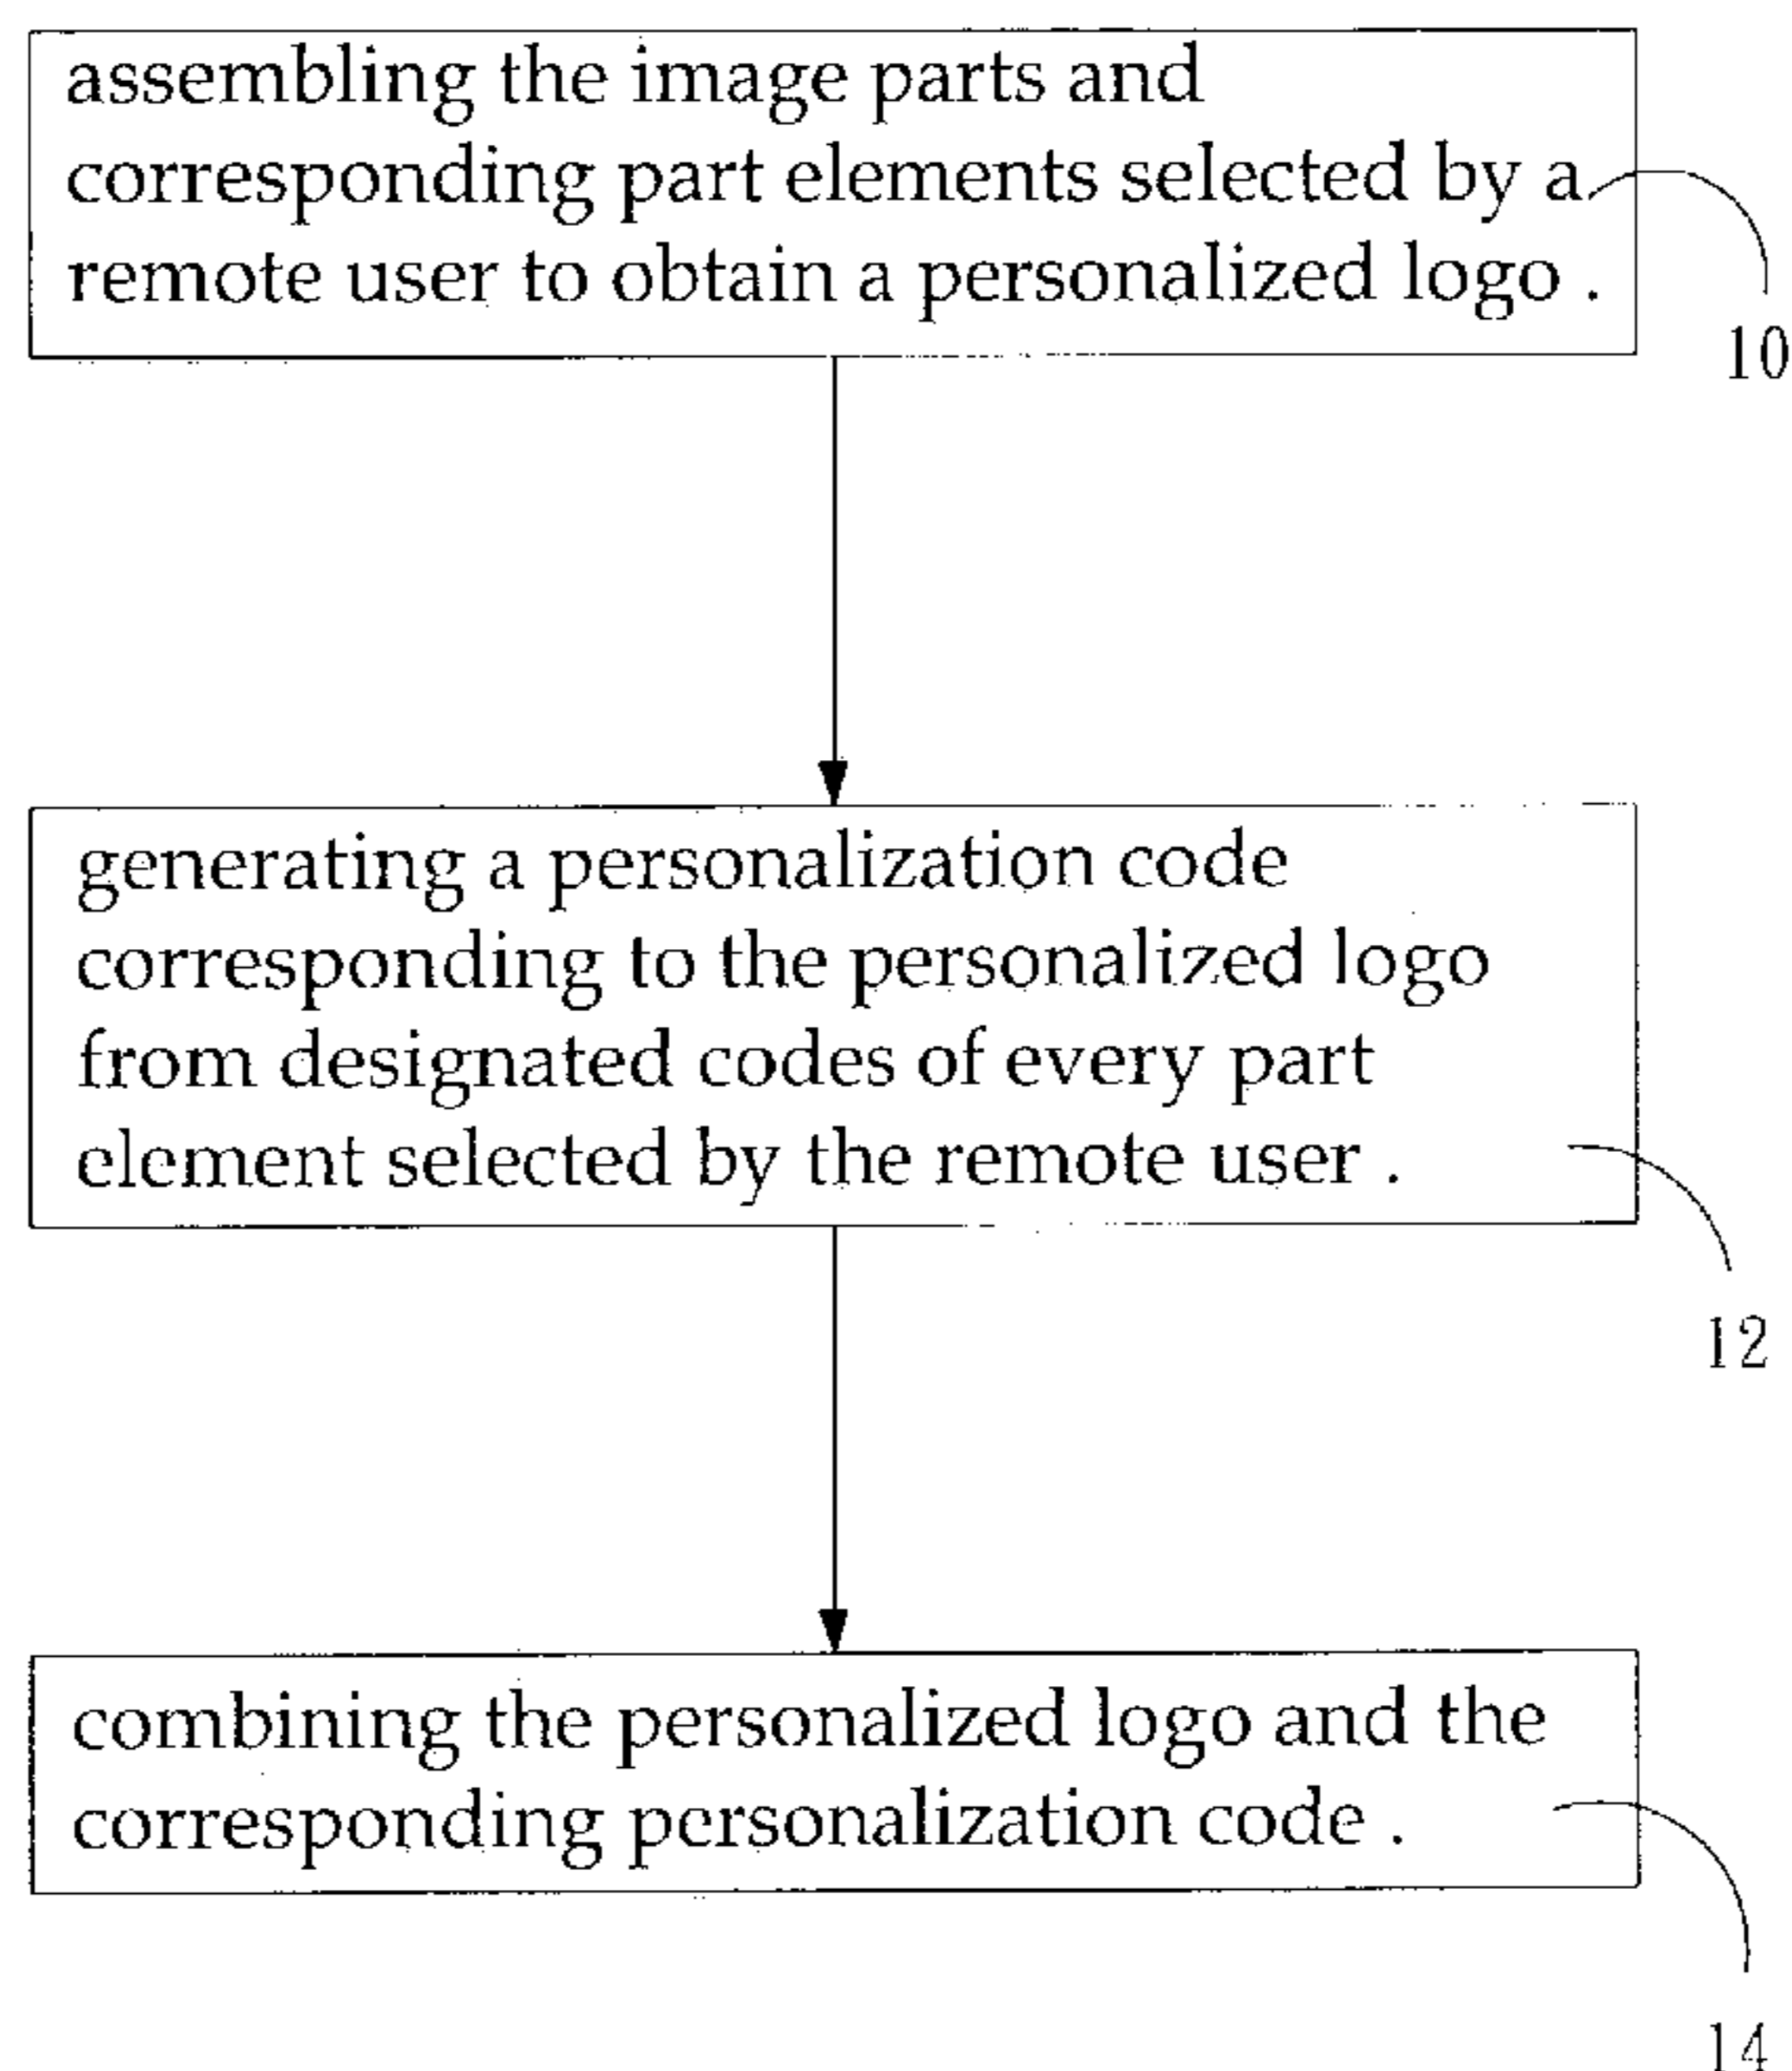 assembling the image parts and
corresponding part elements selected by a
remote user to obtain a personalized logo .
10
generating a personalization code
corresponding to the personalized logo
from designated codes of every part
element selected by the remote user .
12
combining the personalized logo and the
corresponding personalization code .
14